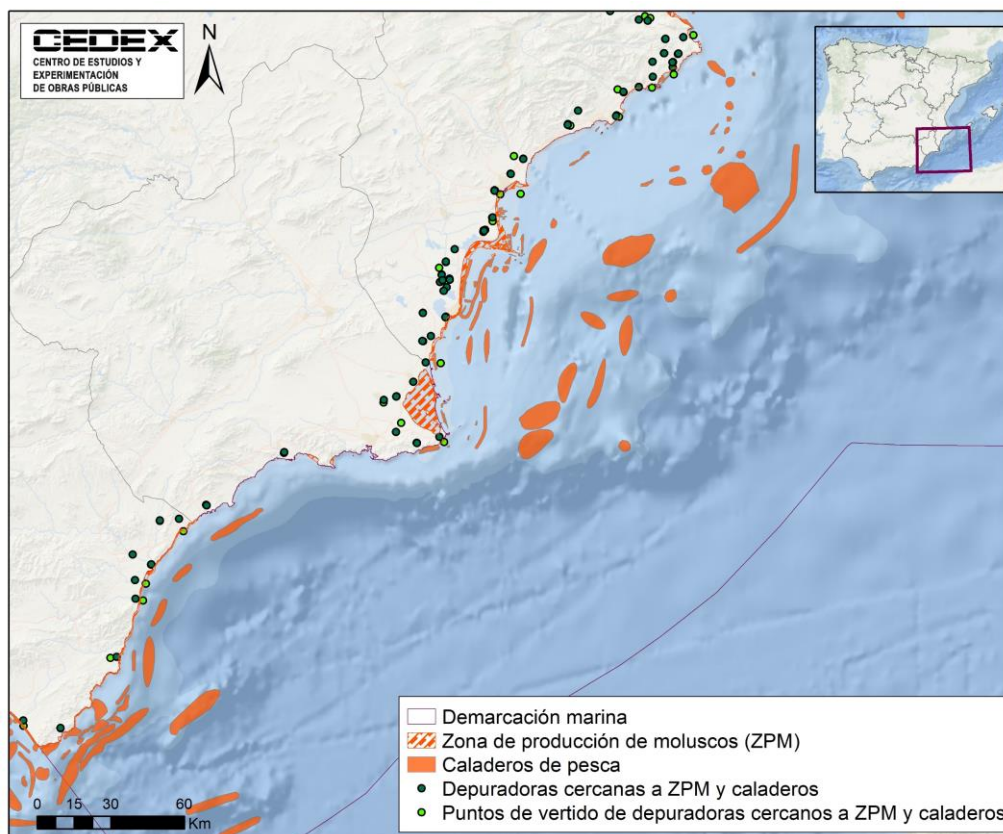 CEDEX
CENTRO DE ESTUDIOS Y
EXPERIMENTACIÓN
DE OBRAS PÚBLICAS
N
Demarcación marina
Zona de producción de moluscos (ZPM)
Caladeros de pesca
Depuradoras cercanas a ZPM y caladeros
Puntos de vertido de depuradoras cercanos a ZPM y caladeros
0 15 30 60
Km